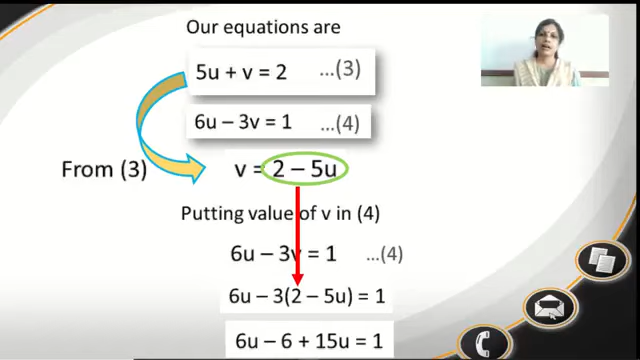 Our equations are
5u + v = 2 ...(3)
6u – 3v = 1 ...(4)
From (3) v = 2 – 5u
Putting value of v in (4)
6u – 3v = 1 ...(4)
6u – 3(2 – 5u) = 1
6u – 6 + 15u = 1